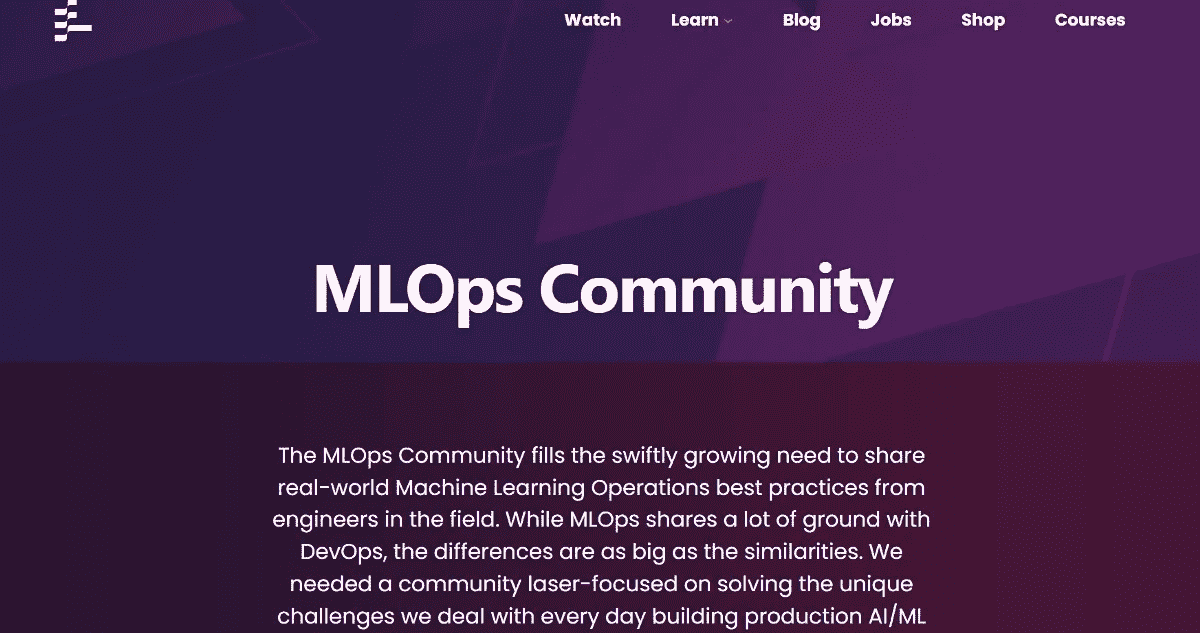 Watch Learn Blog Jobs Shop Courses
MLOps Community
The MLOps Community fills the swiftly growing need to share
real-world Machine Learning Operations best practices from
engineers in the field. While MLOps shares a lot of ground with
DevOps, the differences are as big as the similarities. We
needed a community laser-focused on solving the unique
challenges we deal with every day building production AI/ML